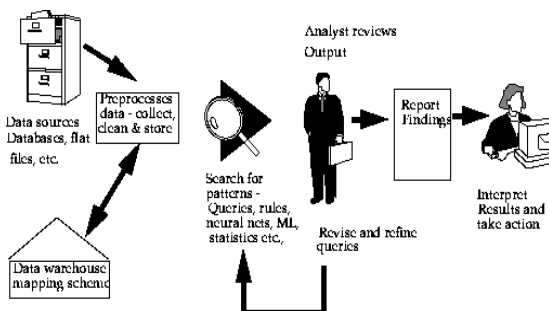 Data sources
Databases, flat
files, etc.
Preprocesses
data - collect,
clean & store
Data warehouse
mapping scheme
Search for
patterns -
Queries, rules,
neural nets, ML,
statistics etc.,
Analyst reviews
Output
Revise and refine
queries
Report
Findings
Interpret
Results and
take action